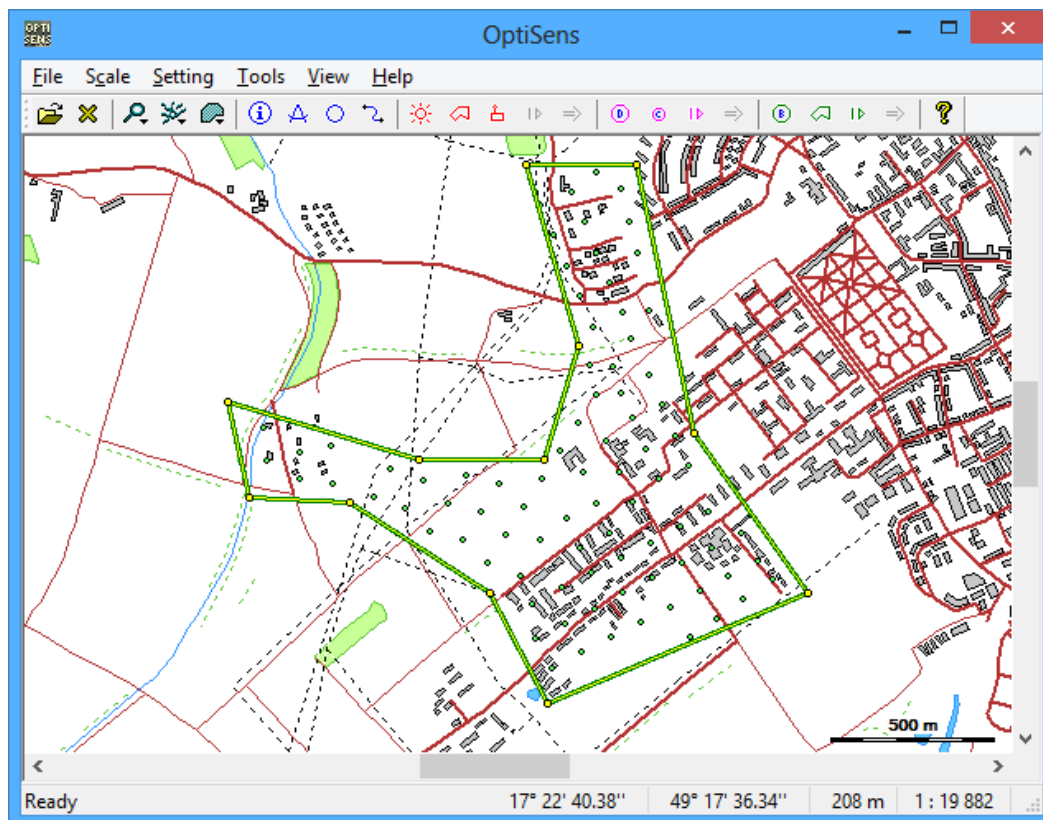 OPTI
SENS
OptiSens
File Scale Setting Tools View Help
D C B ?
500 m
Ready 17° 22' 40.38'' 49° 17' 36.34'' 208 m 1 : 19 882